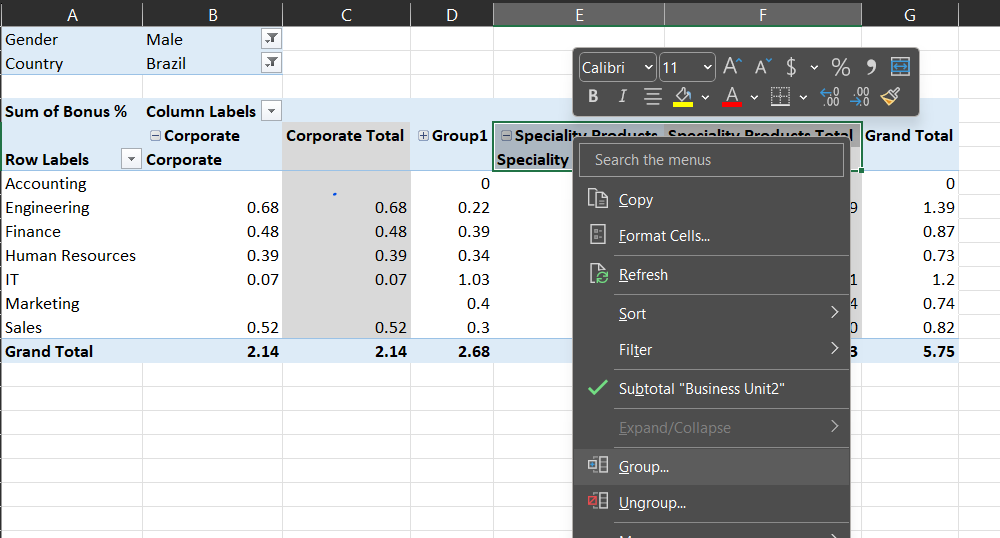 A B C D E F G
Gender Male
Country Brazil
Calibri 11 A A $ % 9
B I A .00 .00
Sum of Bonus % Column Labels
Corporate Corporate Total Group1 Speciality Products Speciality Products Total Grand Total
Row Labels Corporate Speciality
Search the menus
Accounting 0 0
Copy
Engineering 0.68 0.68 0.22 9 1.39
Finance 0.48 0.48 0.39 0.87
Format Cells...
Human Resources 0.39 0.39 0.34 0.73
IT 0.07 0.07 1.03 1 1.2
Refresh
Marketing 0.4 4 0.74
Sort
Sales 0.52 0.52 0.3 0 0.82
Grand Total 2.14 2.14 2.68 3 5.75
Filter
Subtotal "Business Unit2"
Expand/Collapse
Group...
Ungroup...